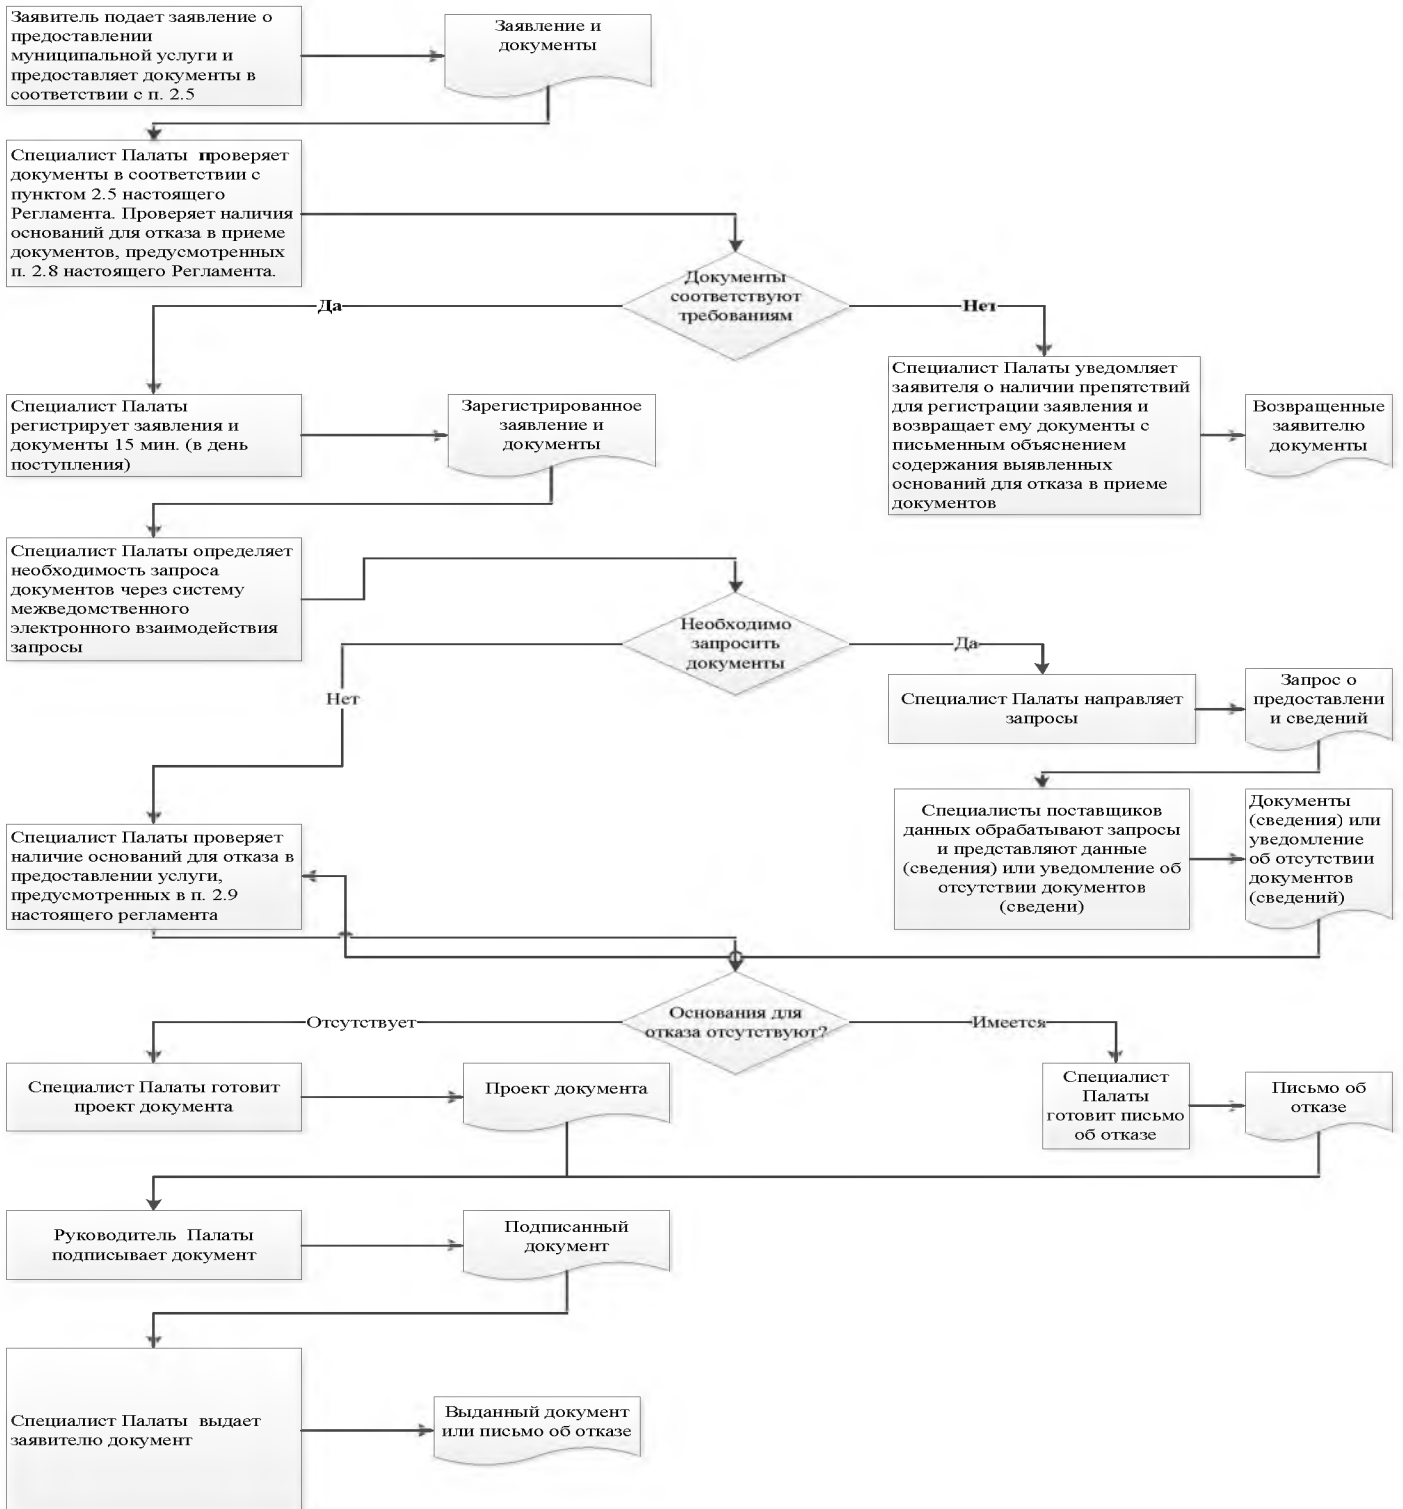 Заявитель подает заявление о
предоставлении
муниципальной услуги и
предоставляет документы в
соответствии с п. 2.5
Заявление и
документы
Специалист Палаты проверяет
документы в соответствии с
пунктом 2.5 настоящего
Регламента. Проверяет наличия
оснований для отказа в приеме
документов, предусмотренных
п. 2.8 настоящего Регламента.
Документы
соответствуют
требованиям
Да
Нет
Специалист Палаты
регистрирует заявления и
документы 15 мин. (в день
поступления)
Зарегистрированное
заявление и
документы
Специалист Палаты уведомляет
заявителя о наличии препятствий
для регистрации заявления и
возвращает ему документы с
письменным объяснением
содержания выявленных
оснований для отказа в приеме
документов
Возвращенные
заявителю
документы
Специалист Палаты определяет
необходимость запроса
документов через систему
межведомственного
электронного взаимодействия
запросы
Необходимо
запросить
документы
Да
Нет
Специалист Палаты направляет
запросы
Запрос о
предоставлени
и сведений
Специалисты поставщиков
данных обрабатывают запросы
и представляют данные
(сведения) или уведомление об
отсутствии документов
(сведени)
Документы
(сведения) или
уведомление
об отсутствии
документов
(сведений)
Специалист Палаты проверяет
наличие оснований для отказа в
предоставлении услуги,
предусмотренных в п. 2.9
настоящего регламента
Основания для
отказа отсутствуют?
Отсутствует
Имеется
Специалист Палаты готовит
проект документа
Проект документа
Специалист
Палаты
готовит письмо
об отказе
Письмо об
отказе
Руководитель Палаты
подписывает документ
Подписанный
документ
Специалист Палаты выдает
заявителю документ
Выданный документ
или письмо об отказе